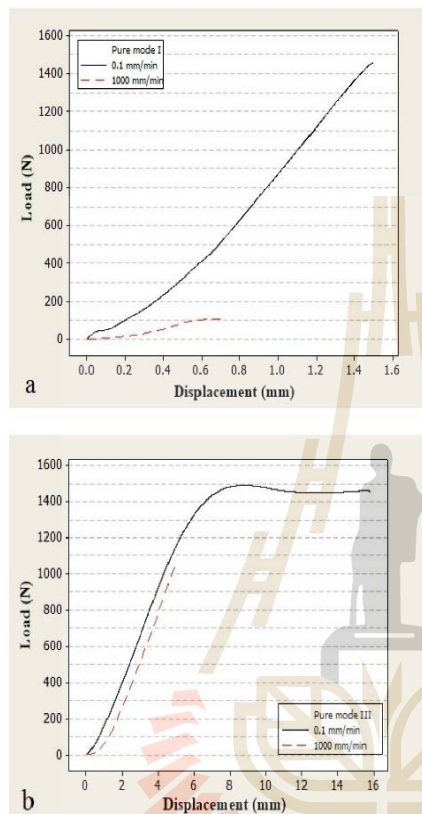 1600
1400
1200
1000
800
600
400
200
0
Load (N)
Pure mode I
0.1 mm/min
1000 mm/min
0.0 0.2 0.4 0.6 0.8 1.0 1.2 1.4 1.6
Displacement (mm)
a
1600
1400
1200
1000
800
600
400
200
0
Load (N)
Pure mode III
0.1 mm/min
1000 mm/min
0 2 4 6 8 10 12 14 16
Displacement (mm)
b